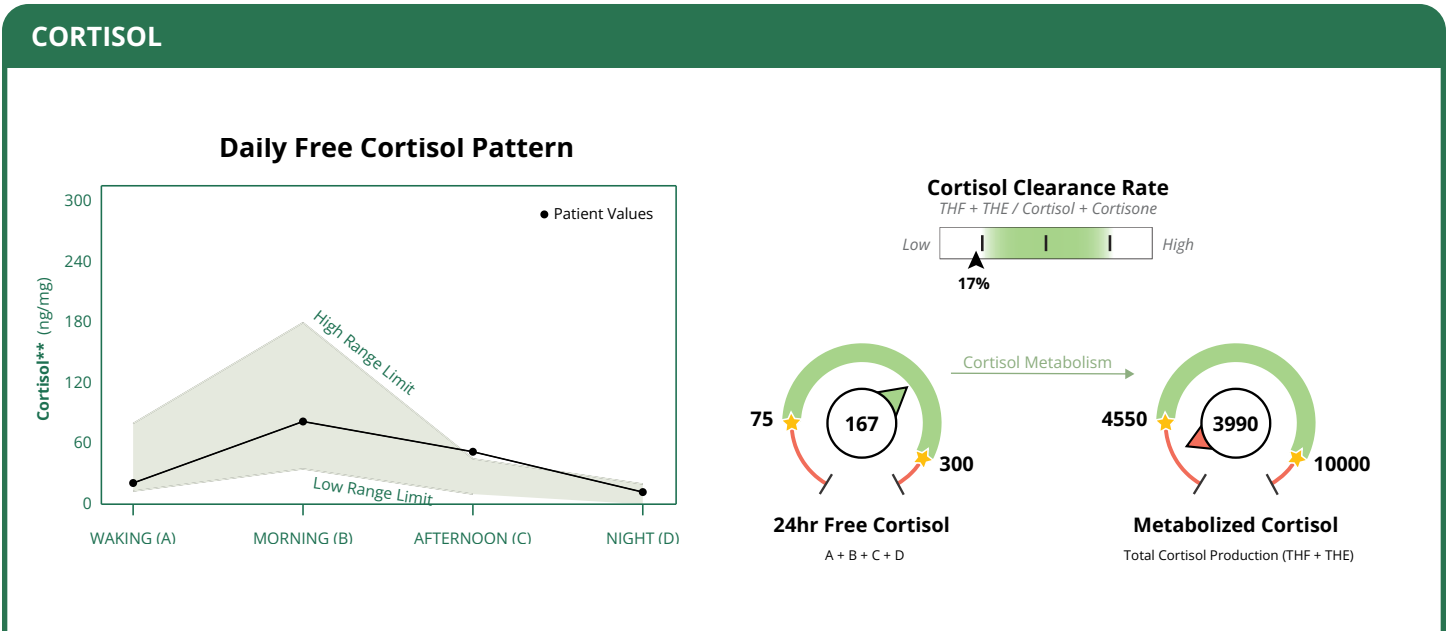 CORTISOL
Daily Free Cortisol Pattern
300
240
180
120
60
0
Cortisol** (ng/mg)
Patient Values
High Range Limit
Low Range Limit
WAKING (A)
MORNING (B)
AFTERNOON (C)
NIGHT (D)
Cortisol Clearance Rate
THF + THE / Cortisol + Cortisone
Low
High
17%
Cortisol Metabolism
75
167
300
24hr Free Cortisol
A + B + C + D
4550
3990
10000
Metabolized Cortisol
Total Cortisol Production (THF + THE)